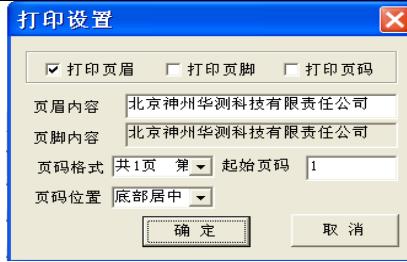 打印设置
打印页眉 打印页脚 打印页码
页眉内容 北京神州华测科技有限责任公司
页脚内容 北京神州华测科技有限责任公司
页码格式 共1页 第 起始页码 1
页码位置 底部居中
确 定 取 消